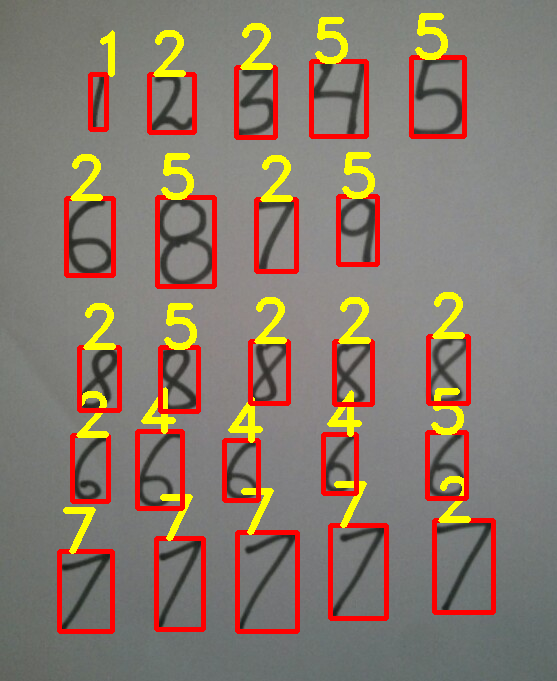 1 2 2 5 5
1 2 3 4 5
2 5 2 5
6 8 7 9
2 5 2 2 2
8 8 8 8 8
2 4 4 4 5
6 6 6 6 6
7 7 7 7 2
7 7 7 7 7